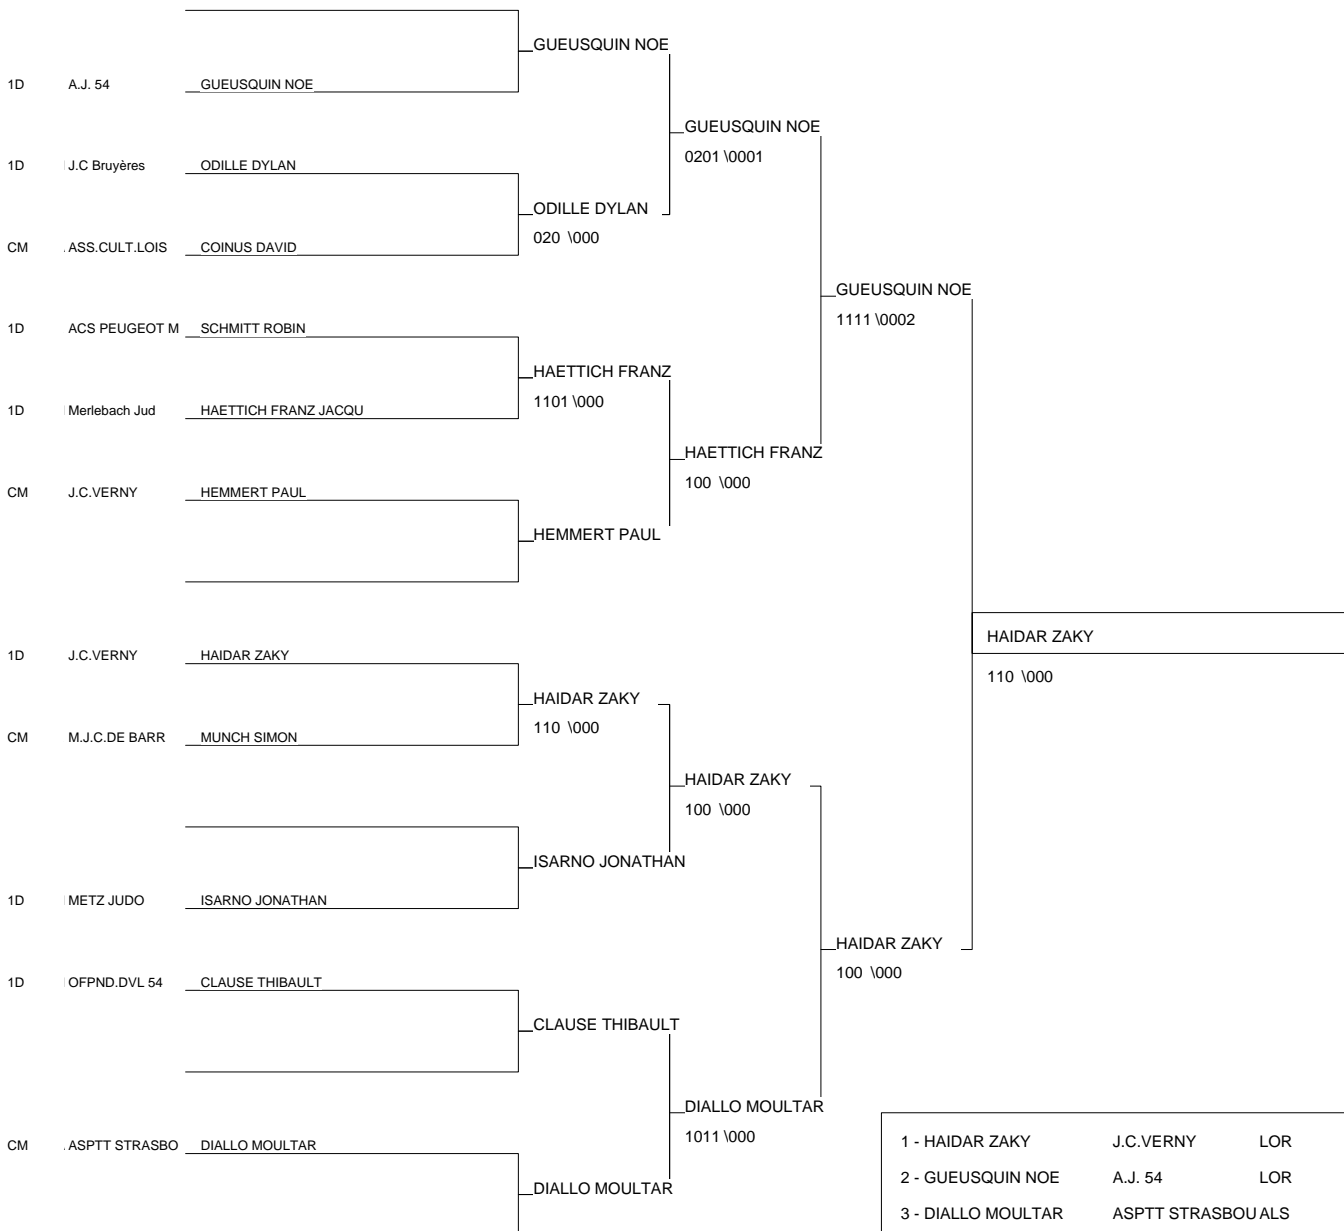 GUEUSQUIN NOE
1D A.J. 54 GUEUSQUIN NOE
GUEUSQUIN NOE
0201 \0001
1D J.C Bruyères ODILLE DYLAN
ODILLE DYLAN
020 \000
CM ASS.CULT.LOIS COINUS DAVID
GUEUSQUIN NOE
1111 \0002
1D ACS PEUGEOT M SCHMITT ROBIN
HAETTICH FRANZ
1101 \000
1D Merlebach Jud HAETTICH FRANZ JACQU
HAETTICH FRANZ
100 \000
CM J.C.VERNY HEMMERT PAUL
HEMMERT PAUL
HAIDAR ZAKY
110 \000
1D J.C.VERNY HAIDAR ZAKY
HAIDAR ZAKY
110 \000
CM M.J.C.DE BARR MUNCH SIMON
HAIDAR ZAKY
100 \000
ISARNO JONATHAN
1D METZ JUDO ISARNO JONATHAN
HAIDAR ZAKY
100 \000
1D OFPND.DVL 54 CLAUSE THIBAULT
CLAUSE THIBAULT
DIALLO MOULTAR
1011 \000
CM ASPTT STRASBO DIALLO MOULTAR
DIALLO MOULTAR
1 - HAIDAR ZAKY J.C.VERNY LOR
2 - GUEUSQUIN NOE A.J. 54 LOR
3 - DIALLO MOULTAR ASPTT STRASBOU ALS